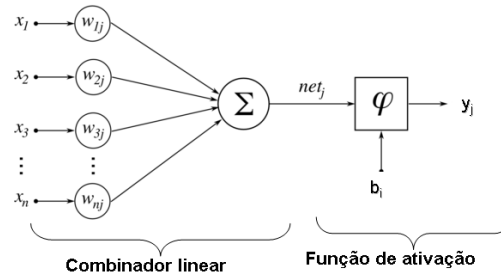 x₁ w₁ⱼ
x₂ w₂ⱼ
x₃ w₃ⱼ
⋮ ⋮
xₙ wₙⱼ
Σ
netⱼ
φ
yⱼ
bᵢ
Combinador linear
Função de ativação